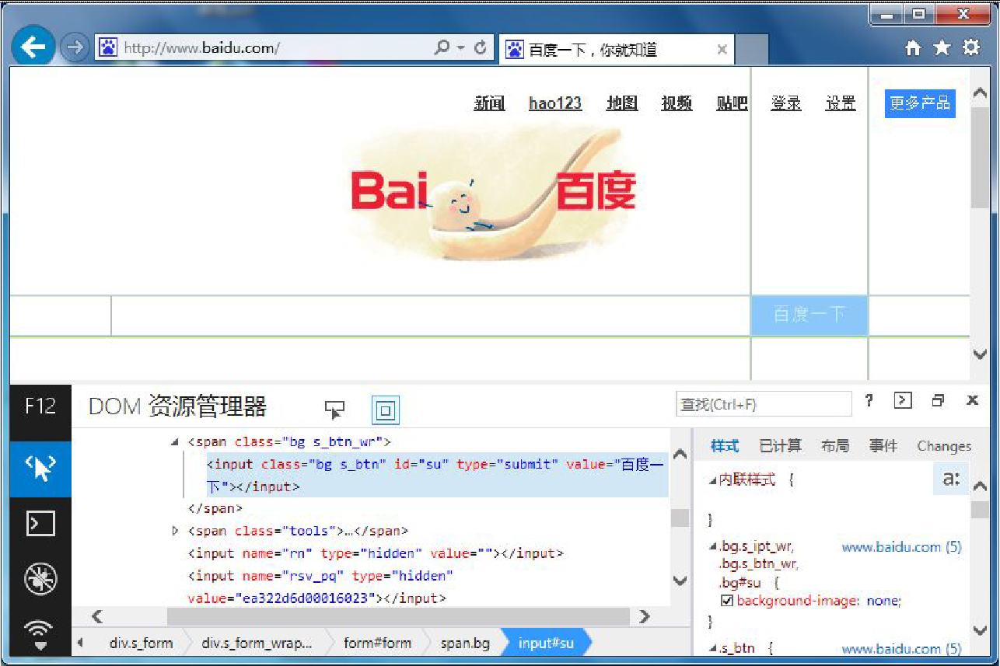 http://www.baidu.com/
百度一下，你就知道
新闻 hao123 地图 视频 贴吧 登录 设置 更多产品
Bai 百度
百度一下
F12
DOM 资源管理器
查找(Ctrl+F)
?
<span class="bg s_btn_wr">
<input class="bg s_btn" id="su" type="submit" value="百度一
下"></input>
</span>
<span class="tools">…</span>
<input name="rn" type="hidden" value=""></input>
<input name="rsv_pq" type="hidden"
value="ea322d6d00016023"></input>
div.s_form
div.s_form_wrap...
form#form
span.bg
input#su
样式 已计算 布局 事件 Changes
内联样式 {
a:
}
.bg.s_ipt_wr, www.baidu.com (5)
.bg.s_btn_wr,
.bg#su {
background-image: none;
}
.s_btn { www.baidu.com (5)